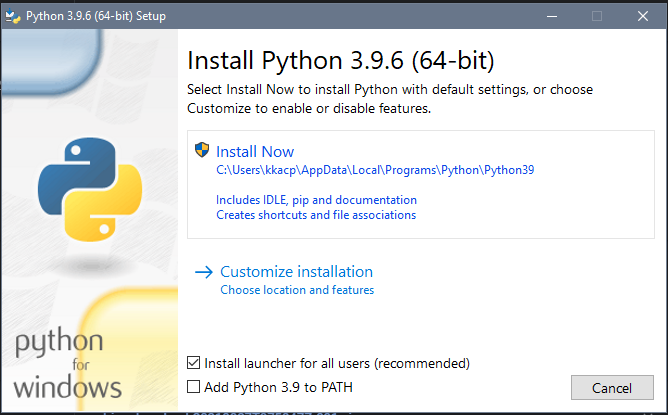 Python 3.9.6 (64-bit) Setup
Install Python 3.9.6 (64-bit)
Select Install Now to install Python with default settings, or choose
Customize to enable or disable features.
Install Now
C:\Users\kkacp\AppData\Local\Programs\Python\Python39
Includes IDLE, pip and documentation
Creates shortcuts and file associations
Customize installation
Choose location and features
python
for
windows
Install launcher for all users (recommended)
Add Python 3.9 to PATH
Cancel